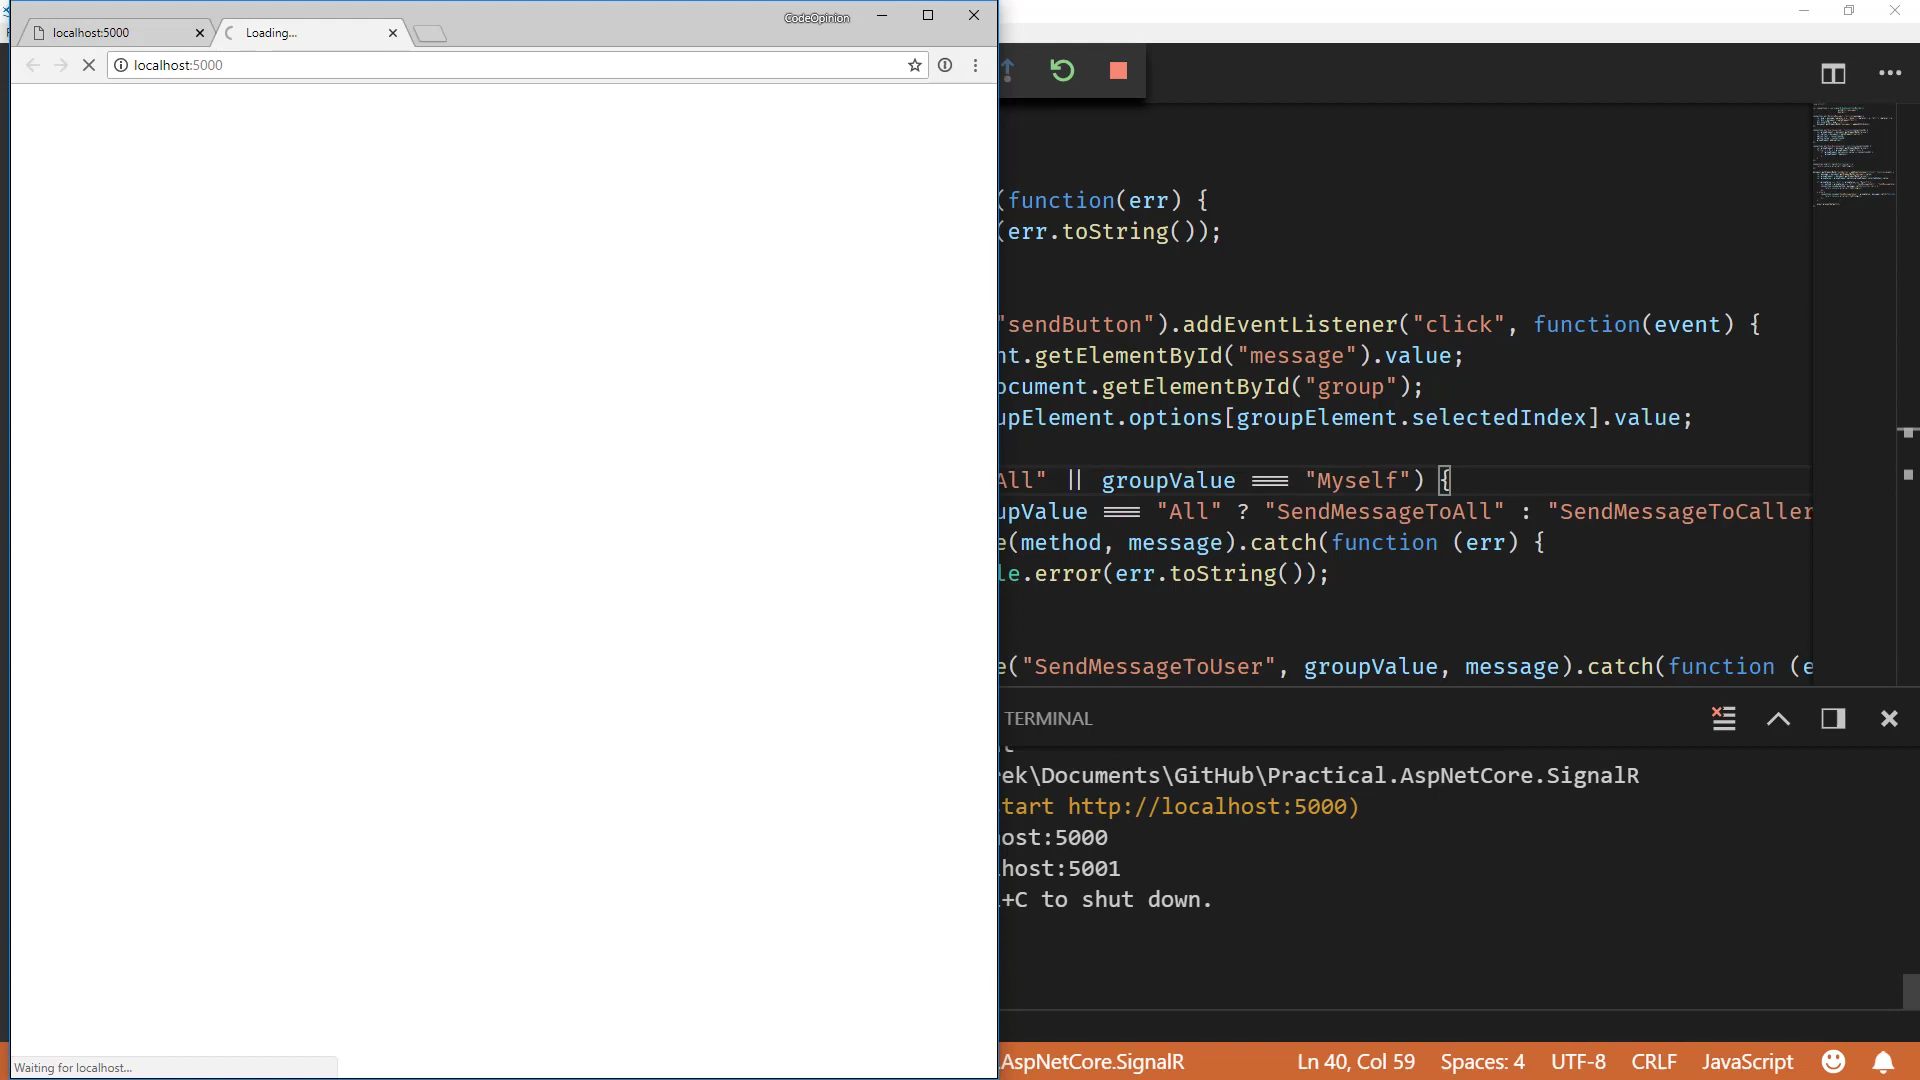 localhost:5000
Loading...
CodeOpinion
localhost:5000
(function(err) {
(err.toString());
"sendButton").addEventListener("click", function(event) {
nt.getElementById("message").value;
ocument.getElementById("group");
upElement.options[groupElement.selectedIndex].value;
All" || groupValue === "Myself") {
upValue === "All" ? "SendMessageToAll" : "SendMessageToCaller
e(method, message).catch(function (err) {
le.error(err.toString());
e("SendMessageToUser", groupValue, message).catch(function (e
TERMINAL
ek\Documents\GitHub\Practical.AspNetCore.SignalR
tart http://localhost:5000)
ost:5000
host:5001
+C to shut down.
Waiting for localhost...
.AspNetCore.SignalR
Ln 40, Col 59
Spaces: 4
UTF-8
CRLF
JavaScript